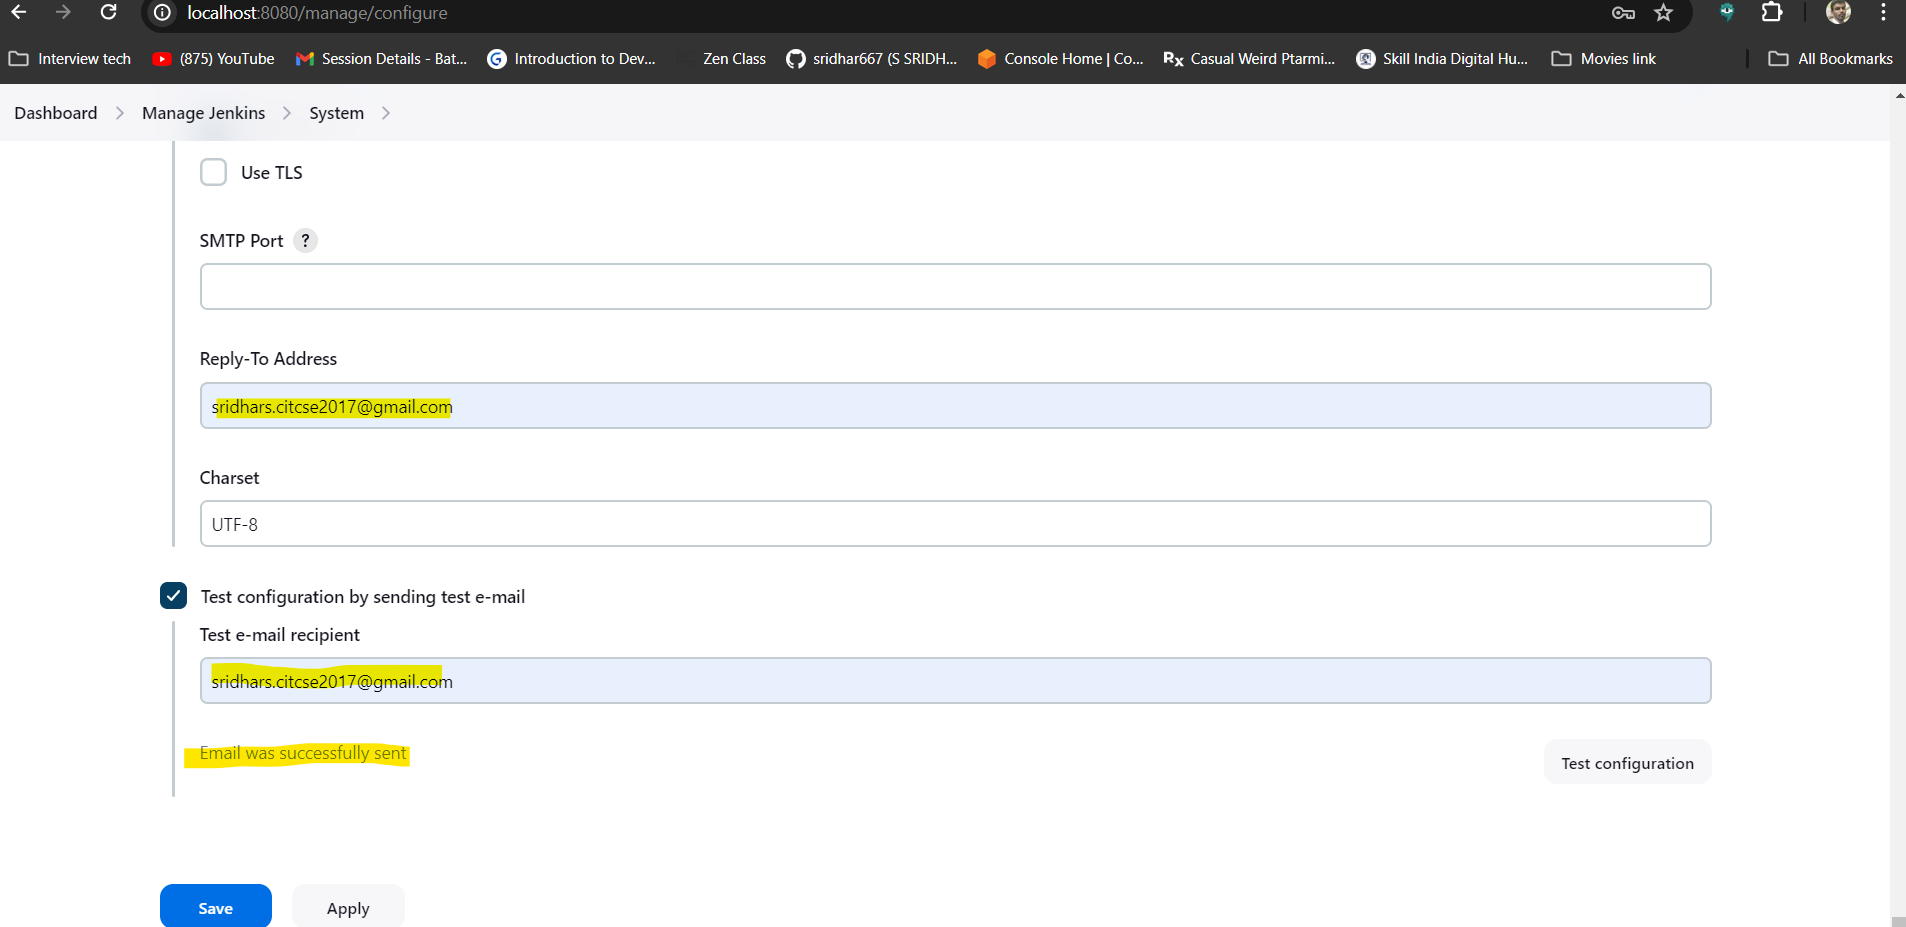 localhost:8080/manage/configure
Interview tech (875) YouTube Session Details - Bat... Introduction to Dev... Zen Class sridhar667 (S SRIDH... Console Home | Co... Rx Casual Weird Ptarmi... Skill India Digital Hu... Movies link All Bookmarks
Dashboard Manage Jenkins System
Use TLS
SMTP Port ?
Reply-To Address
sridhars.citcse2017@gmail.com
Charset
UTF-8
Test configuration by sending test e-mail
Test e-mail recipient
sridhars.citcse2017@gmail.com
Email was successfully sent
Test configuration
Save Apply